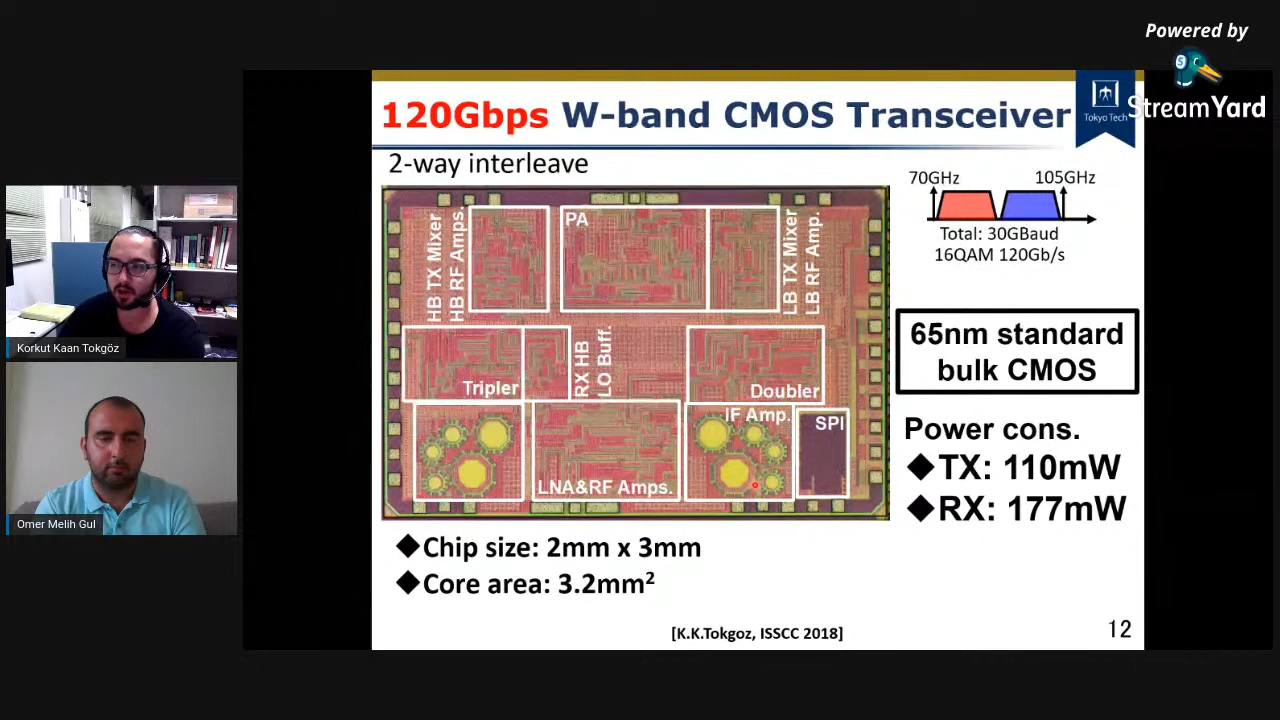 Powered by
StreamYard
120Gbps W-band CMOS Transceiver
Tokyo Tech
2-way interleave
HB TX Mixer
HB RF Amps.
PA
LB TX Mixer
LB RF Amp.
Tripler
RX HB
LO Buff.
Doubler
IF Amp.
SPI
LNA&RF Amps.
70GHz
105GHz
Total: 30GBaud
16QAM 120Gb/s
65nm standard
bulk CMOS
Power cons.
◆TX: 110mW
◆RX: 177mW
◆Chip size: 2mm x 3mm
◆Core area: 3.2mm²
[K.K.Tokgoz, ISSCC 2018]
12
Korkut Kaan Tokgöz
Omer Melih Gul